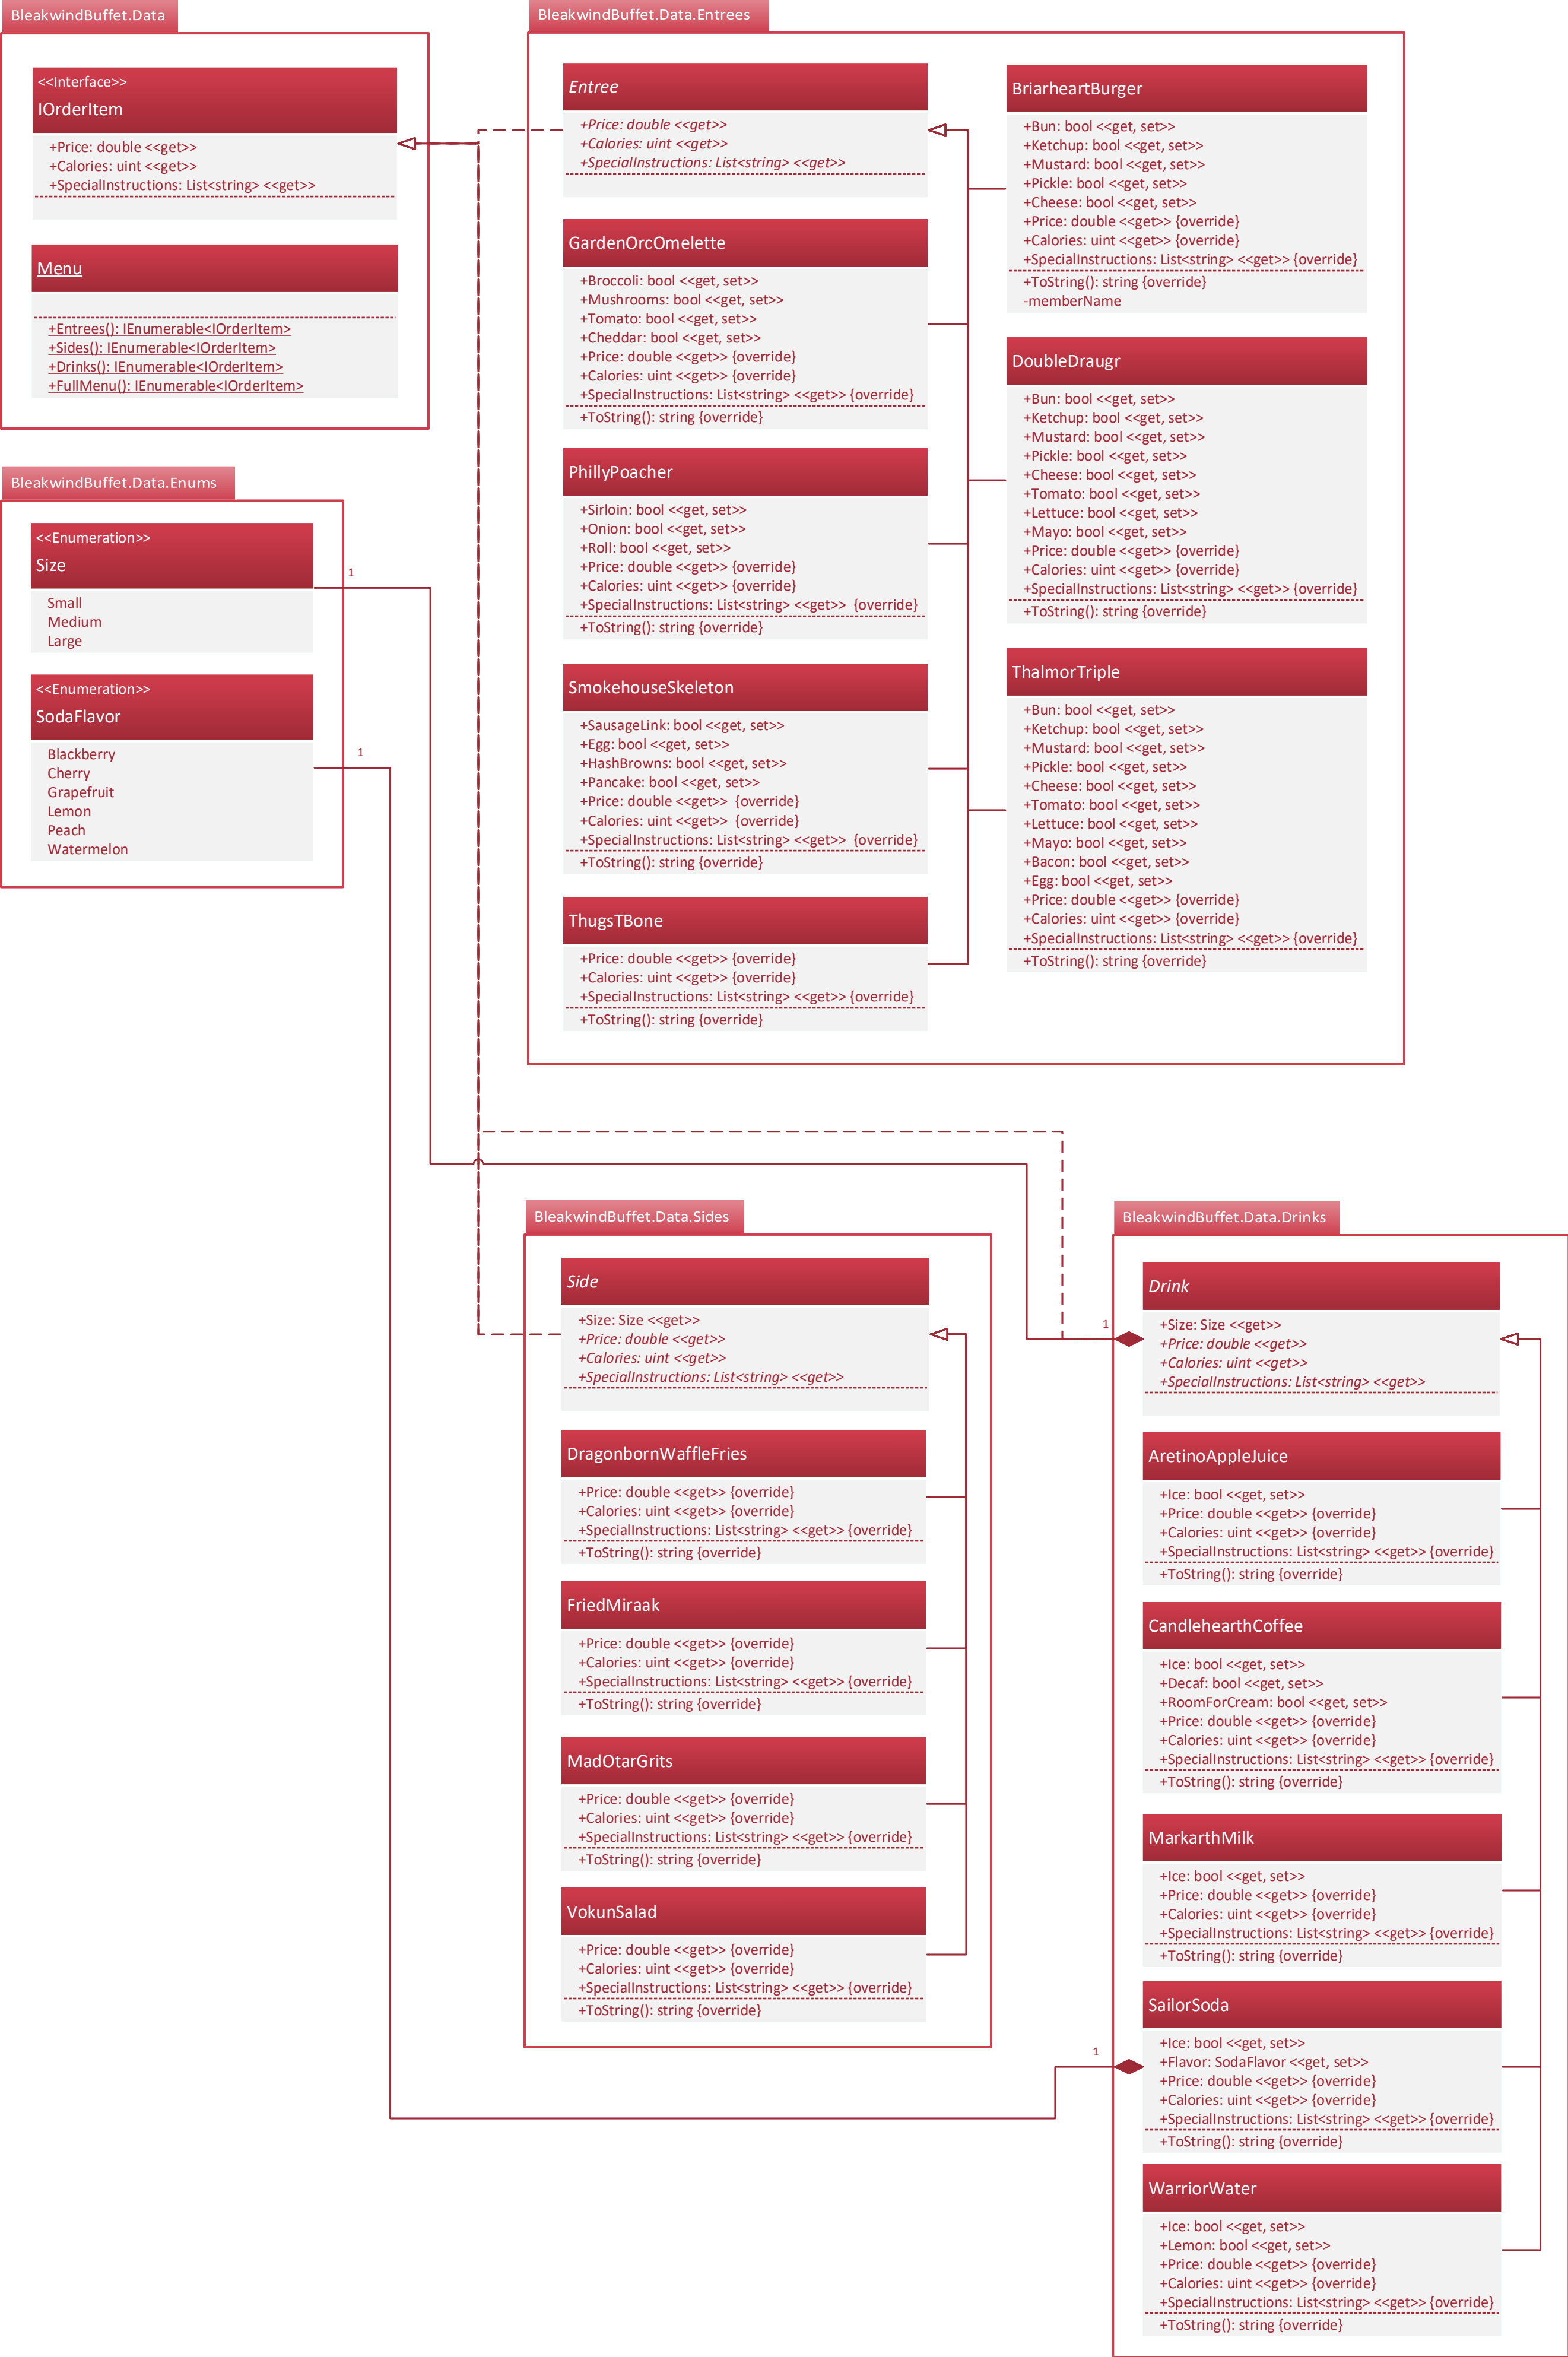 BleakwindBuffet.Data
<<Interface>>
IOrderItem
+Price: double <<get>>
+Calories: uint <<get>>
+SpecialInstructions: List<string> <<get>>
Menu
+Entrees(): IEnumerable<IOrderItem>
+Sides(): IEnumerable<IOrderItem>
+Drinks(): IEnumerable<IOrderItem>
+FullMenu(): IEnumerable<IOrderItem>
BleakwindBuffet.Data.Enums
<<Enumeration>>
Size
Small
Medium
Large
1
<<Enumeration>>
SodaFlavor
Blackberry
Cherry
Grapefruit
Lemon
Peach
Watermelon
1
BleakwindBuffet.Data.Entrees
Entree
+Price: double <<get>>
+Calories: uint <<get>>
+SpecialInstructions: List<string> <<get>>
GardenOrcOmelette
+Broccoli: bool <<get, set>>
+Mushrooms: bool <<get, set>>
+Tomato: bool <<get, set>>
+Cheddar: bool <<get, set>>
+Price: double <<get>> {override}
+Calories: uint <<get>> {override}
+SpecialInstructions: List<string> <<get>> {override}
+ToString(): string {override}
PhillyPoacher
+Sirloin: bool <<get, set>>
+Onion: bool <<get, set>>
+Roll: bool <<get, set>>
+Price: double <<get>> {override}
+Calories: uint <<get>> {override}
+SpecialInstructions: List<string> <<get>> {override}
+ToString(): string {override}
SmokehouseSkeleton
+SausageLink: bool <<get, set>>
+Egg: bool <<get, set>>
+HashBrowns: bool <<get, set>>
+Pancake: bool <<get, set>>
+Price: double <<get>> {override}
+Calories: uint <<get>> {override}
+SpecialInstructions: List<string> <<get>> {override}
+ToString(): string {override}
ThugsTBone
+Price: double <<get>> {override}
+Calories: uint <<get>> {override}
+SpecialInstructions: List<string> <<get>> {override}
+ToString(): string {override}
BriarheartBurger
+Bun: bool <<get, set>>
+Ketchup: bool <<get, set>>
+Mustard: bool <<get, set>>
+Pickle: bool <<get, set>>
+Cheese: bool <<get, set>>
+Price: double <<get>> {override}
+Calories: uint <<get>> {override}
+SpecialInstructions: List<string> <<get>> {override}
+ToString(): string {override}
-memberName
DoubleDraugr
+Bun: bool <<get, set>>
+Ketchup: bool <<get, set>>
+Mustard: bool <<get, set>>
+Pickle: bool <<get, set>>
+Cheese: bool <<get, set>>
+Tomato: bool <<get, set>>
+Lettuce: bool <<get, set>>
+Mayo: bool <<get, set>>
+Price: double <<get>> {override}
+Calories: uint <<get>> {override}
+SpecialInstructions: List<string> <<get>> {override}
+ToString(): string {override}
ThalmorTriple
+Bun: bool <<get, set>>
+Ketchup: bool <<get, set>>
+Mustard: bool <<get, set>>
+Pickle: bool <<get, set>>
+Cheese: bool <<get, set>>
+Tomato: bool <<get, set>>
+Lettuce: bool <<get, set>>
+Mayo: bool <<get, set>>
+Bacon: bool <<get, set>>
+Egg: bool <<get, set>>
+Price: double <<get>> {override}
+Calories: uint <<get>> {override}
+SpecialInstructions: List<string> <<get>> {override}
+ToString(): string {override}
BleakwindBuffet.Data.Sides
Side
+Size: Size <<get>>
+Price: double <<get>>
+Calories: uint <<get>>
+SpecialInstructions: List<string> <<get>>
DragonbornWaffleFries
+Price: double <<get>> {override}
+Calories: uint <<get>> {override}
+SpecialInstructions: List<string> <<get>> {override}
+ToString(): string {override}
FriedMiraak
+Price: double <<get>> {override}
+Calories: uint <<get>> {override}
+SpecialInstructions: List<string> <<get>> {override}
+ToString(): string {override}
MadOtarGrits
+Price: double <<get>> {override}
+Calories: uint <<get>> {override}
+SpecialInstructions: List<string> <<get>> {override}
+ToString(): string {override}
VokunSalad
+Price: double <<get>> {override}
+Calories: uint <<get>> {override}
+SpecialInstructions: List<string> <<get>> {override}
+ToString(): string {override}
BleakwindBuffet.Data.Drinks
1
Drink
+Size: Size <<get>>
+Price: double <<get>>
+Calories: uint <<get>>
+SpecialInstructions: List<string> <<get>>
AretinoAppleJuice
+Ice: bool <<get, set>>
+Price: double <<get>> {override}
+Calories: uint <<get>> {override}
+SpecialInstructions: List<string> <<get>> {override}
+ToString(): string {override}
CandlehearthCoffee
+Ice: bool <<get, set>>
+Decaf: bool <<get, set>>
+RoomForCream: bool <<get, set>>
+Price: double <<get>> {override}
+Calories: uint <<get>> {override}
+SpecialInstructions: List<string> <<get>> {override}
+ToString(): string {override}
MarkarthMilk
+Ice: bool <<get, set>>
+Price: double <<get>> {override}
+Calories: uint <<get>> {override}
+SpecialInstructions: List<string> <<get>> {override}
+ToString(): string {override}
1
SailorSoda
+Ice: bool <<get, set>>
+Flavor: SodaFlavor <<get, set>>
+Price: double <<get>> {override}
+Calories: uint <<get>> {override}
+SpecialInstructions: List<string> <<get>> {override}
+ToString(): string {override}
WarriorWater
+Ice: bool <<get, set>>
+Lemon: bool <<get, set>>
+Price: double <<get>> {override}
+Calories: uint <<get>> {override}
+SpecialInstructions: List<string> <<get>> {override}
+ToString(): string {override}